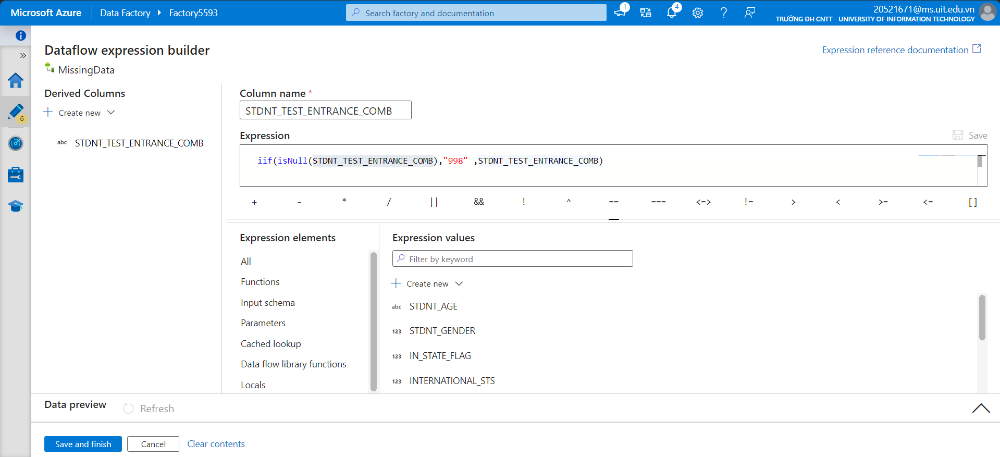 Microsoft Azure
Data Factory
Factory5593
Search factory and documentation
1
4
20521671@ms.uit.edu.vn
TRƯỜNG ĐH CNTT - UNIVERSITY OF INFORMATION TECHNOLOGY
Dataflow expression builder
Expression reference documentation
MissingData
Derived Columns
Create new
abc STDNT_TEST_ENTRANCE_COMB
6
Column name *
STDNT_TEST_ENTRANCE_COMB
Expression
Save
iif(isNull(STDNT_TEST_ENTRANCE_COMB),"998" ,STDNT_TEST_ENTRANCE_COMB)
+ - * / || && ! ^ == === <=> != > < >= <= []
Expression elements
All
Functions
Input schema
Parameters
Cached lookup
Data flow library functions
Locals
Expression values
Filter by keyword
Create new
abc STDNT_AGE
123 STDNT_GENDER
123 IN_STATE_FLAG
123 INTERNATIONAL_STS
Data preview
Refresh
Save and finish
Cancel
Clear contents